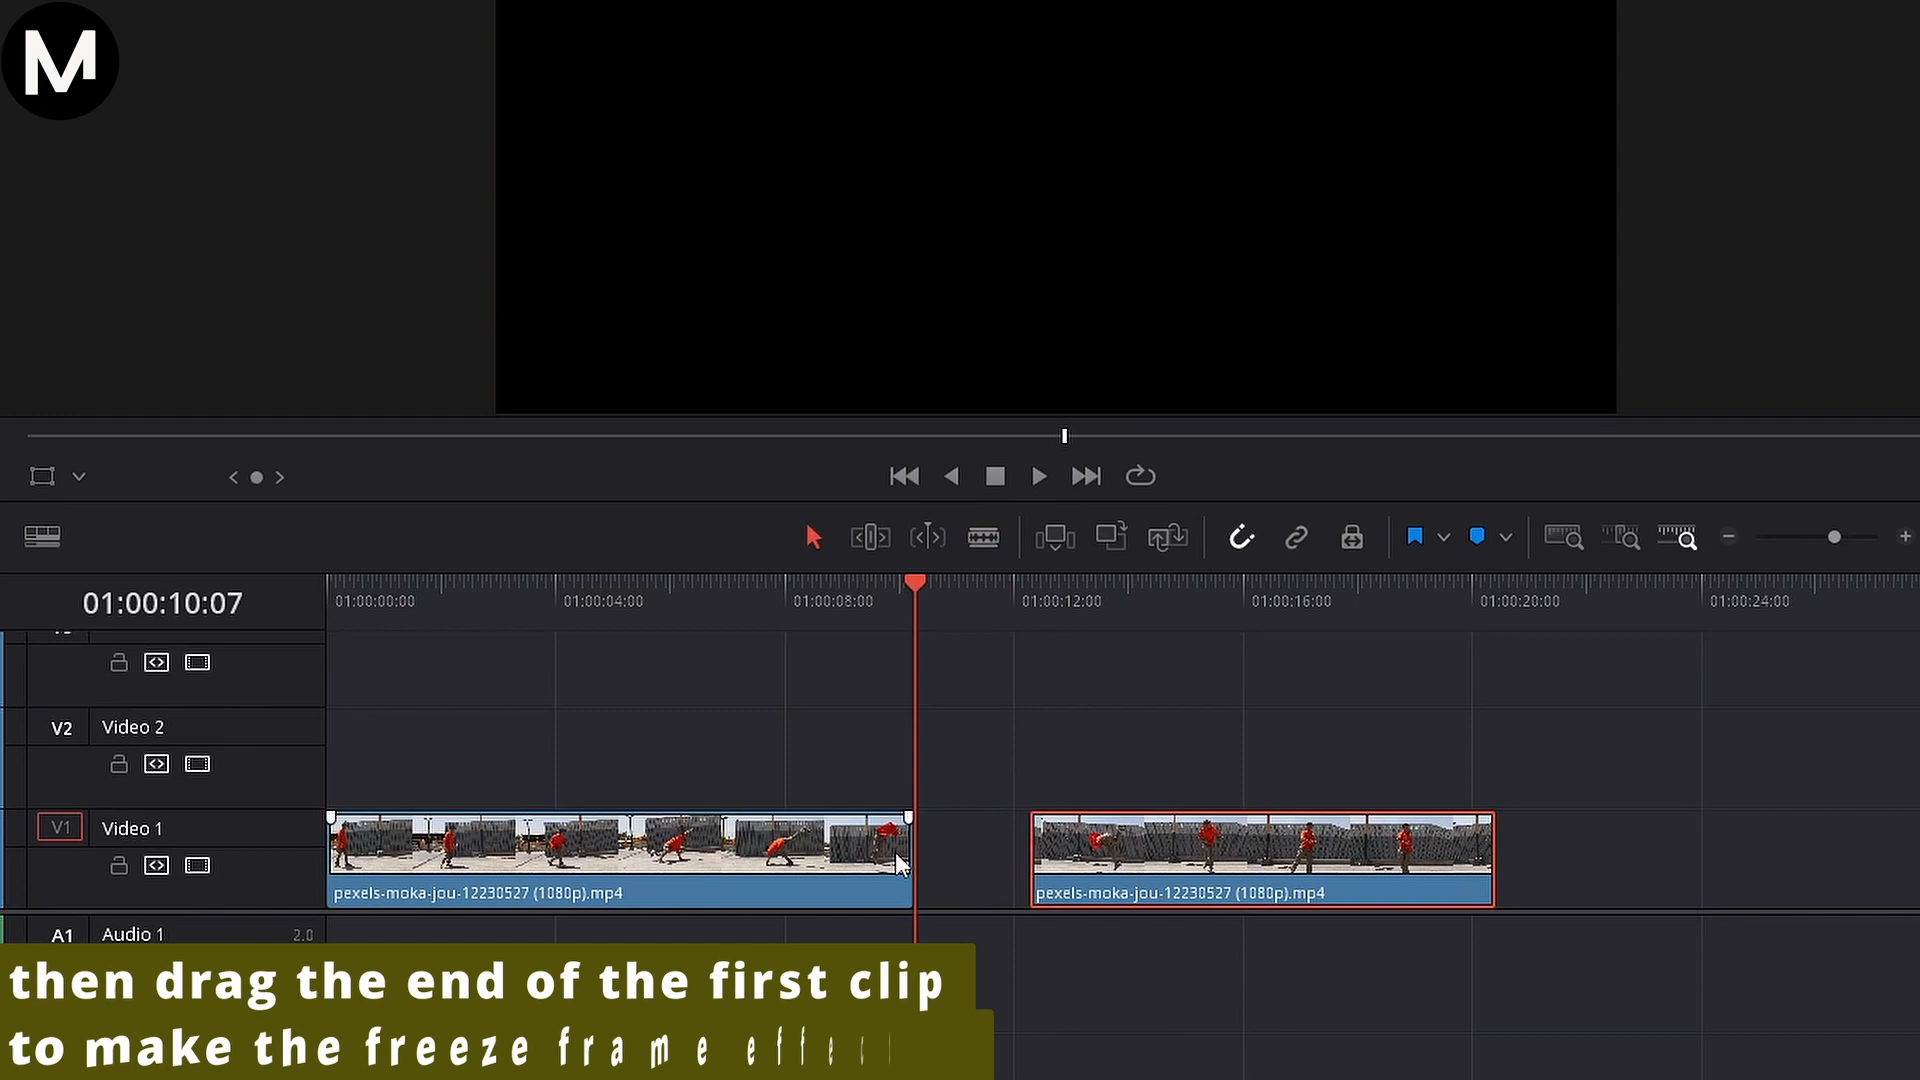 M
01:00:10:07
01:00:00:00 01:00:04:00 01:00:08:00 01:00:12:00 01:00:16:00 01:00:20:00 01:00:24:00
V2 Video 2
V1 Video 1
pexels-moka-jou-12230527 (1080p).mp4 pexels-moka-jou-12230527 (1080p).mp4
A1 Audio 1 2.0
then drag the end of the first clip
to make the freeze frame effec